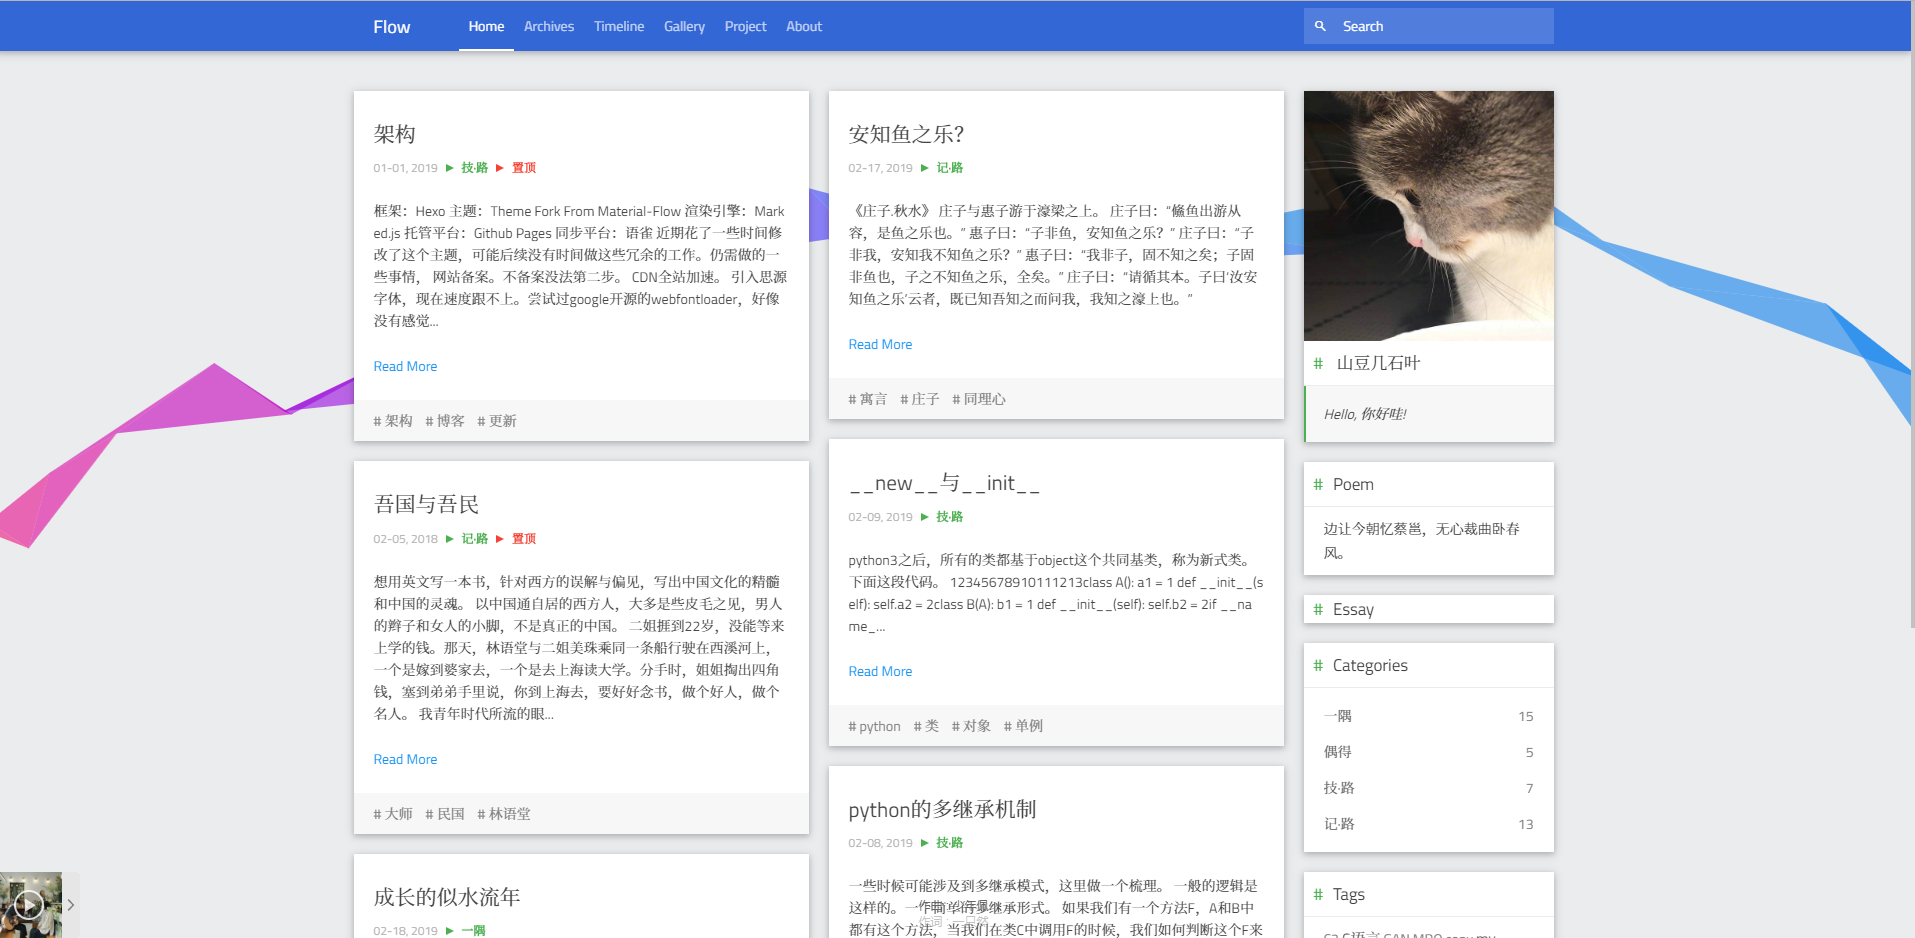 Flow
Home Archives Timeline Gallery Project About
Search
架构
01-01, 2019 ▶ 技·路 ▶ 置顶
框架：Hexo 主题：Theme Fork From Material-Flow 渲染引擎：Mark
ed.js 托管平台：Github Pages 同步平台：语雀 近期花了一些时间修
改了这个主题，可能后续没有时间做这些冗余的工作。仍需做的一
些事情， 网站备案。不备案没法第二步。 CDN全站加速。 引入思源
字体，现在速度跟不上。尝试过google开源的webfontloader，好像
没有感觉...
Read More
# 架构 # 博客 # 更新
吾国与吾民
02-05, 2018 ▶ 记·路 ▶ 置顶
想用英文写一本书，针对西方的误解与偏见，写出中国文化的精髓
和中国的灵魂。 以中国通自居的西方人，大多是些皮毛之见，男人
的辫子和女人的小脚，不是真正的中国。 二姐捱到22岁，没能等来
上学的钱。那天，林语堂与二姐美珠乘同一条船行驶在西溪河上，
一个是嫁到婆家去，一个是去上海读大学。分手时，姐姐掏出四角
钱，塞到弟弟手里说，你到上海去，要好好念书，做个好人，做个
名人。 我青年时代所流的眼...
Read More
# 大师 # 民国 # 林语堂
成长的似水流年
02-18, 2019 ▶ 一隅
安知鱼之乐？
02-17, 2019 ▶ 记·路
《庄子.秋水》 庄子与惠子游于濠梁之上。 庄子曰：“鯈鱼出游从
容，是鱼之乐也。” 惠子曰：“子非鱼，安知鱼之乐？” 庄子曰：“子
非我，安知我不知鱼之乐？” 惠子曰：“我非子，固不知之矣；子固
非鱼也，子之不知鱼之乐，全矣。” 庄子曰：“请循其本。子曰‘汝安
知鱼之乐’云者，既已知吾知之而问我，我知之濠上也。”
Read More
# 寓言 # 庄子 # 同理心
__new__与__init__
02-09, 2019 ▶ 技·路
python3之后，所有的类都基于object这个共同基类，称为新式类。
下面这段代码。 12345678910111213class A(): a1 = 1 def __init__(s
elf): self.a2 = 2class B(A): b1 = 1 def __init__(self): self.b2 = 2if __na
me_...
Read More
# python # 类 # 对象 # 单例
python的多继承机制
02-08, 2019 ▶ 技·路
一些时候可能涉及到多继承模式，这里做一个梳理。 一般的逻辑是
这样的。一个简单的多继承形式。 如果我们有一个方法F，A和B中
都有这个方法，当我们在类C中调用F的时候，我们如何判断这个F来
# 山豆几石叶
Hello, 你好哇!
# Poem
边让今朝忆蔡邕，无心裁曲卧春
风。
# Essay
# Categories
一隅 15
偶得 5
技·路 7
记·路 13
# Tags